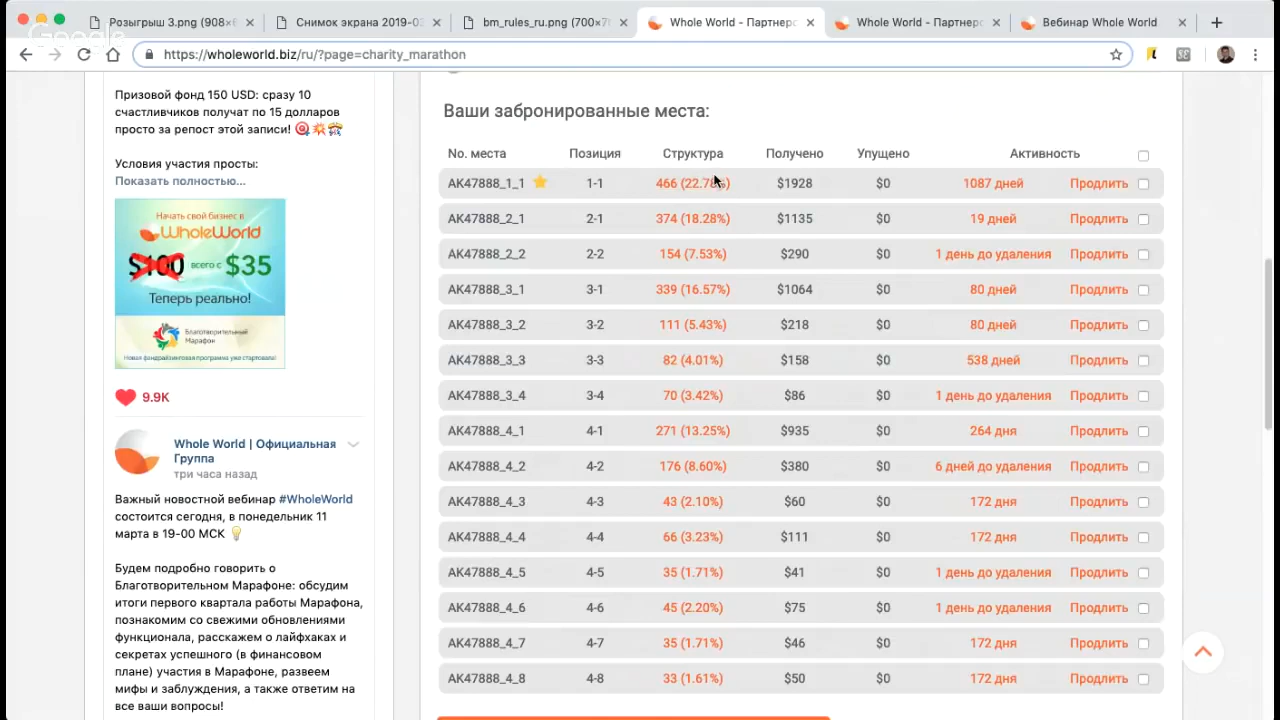 Розыгрыш 3.png (908×
Снимок экрана 2019-03
bm_rules_ru.png (700×7
Whole World - Партнер
Whole World - Партнер
Вебинар Whole World
Google
https://wholeworld.biz/ru/?page=charity_marathon
Призовой фонд 150 USD: сразу 10
счастливчиков получат по 15 долларов
просто за репост этой записи!
Условия участия просты:
Показать полностью...
Начать свой бизнес в
WholeWorld
$100 всего с $35
Теперь реально!
Благотворительный
Марафон
Новая фандрайзинговая программа уже стартовала!
9.9K
Whole World | Официальная
Группа
три часа назад
Важный новостной вебинар #WholeWorld
состоится сегодня, в понедельник 11
марта в 19-00 МСК
Будем подробно говорить о
Благотворительном Марафоне: обсудим
итоги первого квартала работы Марафона,
познакомим со свежими обновлениями
функционала, расскажем о лайфхаках и
секретах успешного (в финансовом
плане) участия в Марафоне, развеем
мифы и заблуждения, а также ответим на
все ваши вопросы!
Ваши забронированные места:
No. места Позиция Структура Получено Упущено Активность
AK47888_1_1 1-1 466 (22.78%) $1928 $0 1087 дней Продлить
AK47888_2_1 2-1 374 (18.28%) $1135 $0 19 дней Продлить
AK47888_2_2 2-2 154 (7.53%) $290 $0 1 день до удаления Продлить
AK47888_3_1 3-1 339 (16.57%) $1064 $0 80 дней Продлить
AK47888_3_2 3-2 111 (5.43%) $218 $0 80 дней Продлить
AK47888_3_3 3-3 82 (4.01%) $158 $0 538 дней Продлить
AK47888_3_4 3-4 70 (3.42%) $86 $0 1 день до удаления Продлить
AK47888_4_1 4-1 271 (13.25%) $935 $0 264 дня Продлить
AK47888_4_2 4-2 176 (8.60%) $380 $0 6 дней до удаления Продлить
AK47888_4_3 4-3 43 (2.10%) $60 $0 172 дня Продлить
AK47888_4_4 4-4 66 (3.23%) $111 $0 172 дня Продлить
AK47888_4_5 4-5 35 (1.71%) $41 $0 1 день до удаления Продлить
AK47888_4_6 4-6 45 (2.20%) $75 $0 1 день до удаления Продлить
AK47888_4_7 4-7 35 (1.71%) $46 $0 172 дня Продлить
AK47888_4_8 4-8 33 (1.61%) $50 $0 172 дня Продлить